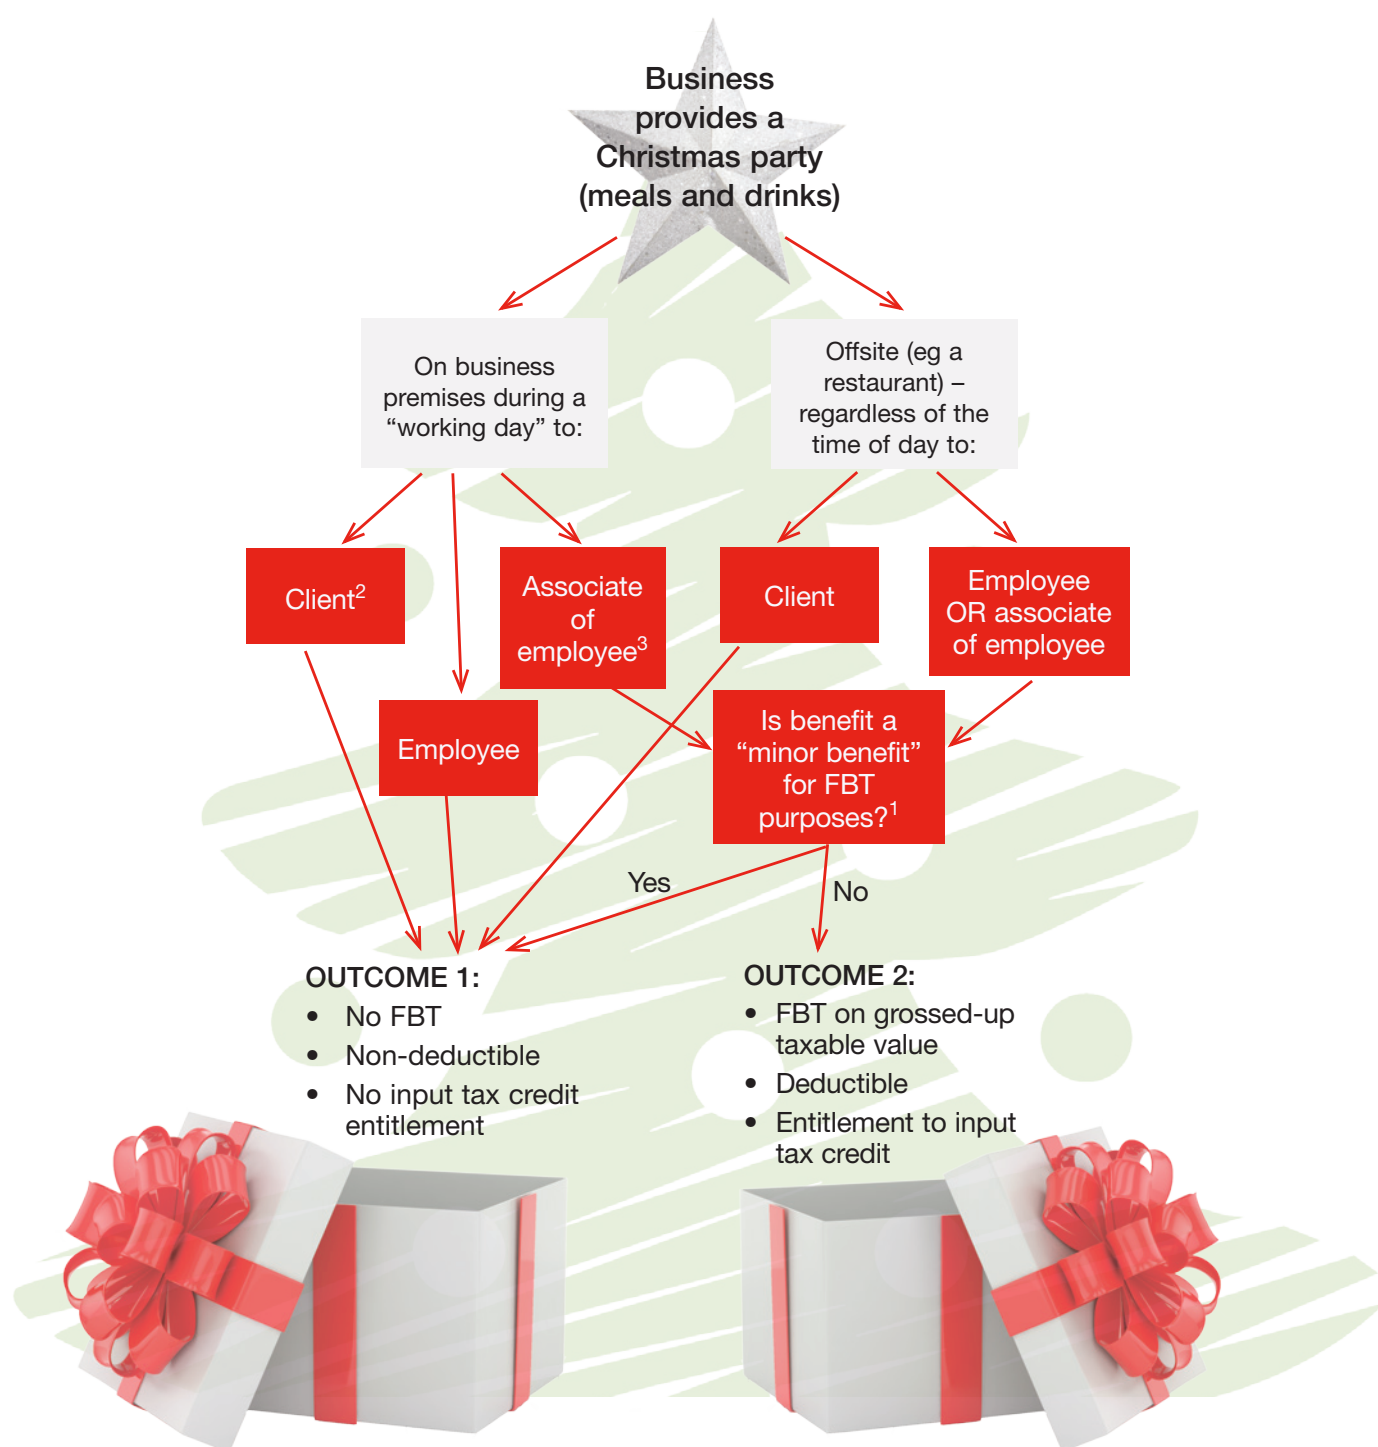 Business
provides a
Christmas party
(meals and drinks)
On business
premises during a
“working day” to:
Offsite (eg a
restaurant) –
regardless of the
time of day to:
Client²
Associate
of
employee³
Client
Employee
OR associate
of employee
Employee
Is benefit a
“minor benefit”
for FBT
purposes?¹
Yes
No
OUTCOME 1:
• No FBT
• Non-deductible
• No input tax credit
entitlement
OUTCOME 2:
• FBT on grossed-up
taxable value
• Deductible
• Entitlement to input
tax credit